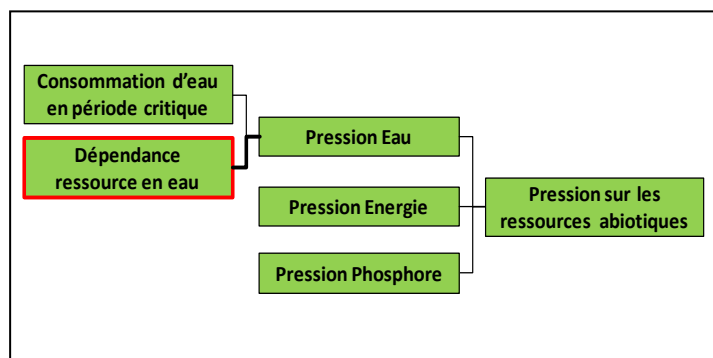 Consommation d'eau
en période critique
Dépendance
ressource en eau
Pression Eau
Pression Energie
Pression Phosphore
Pression sur les
ressources abiotiques